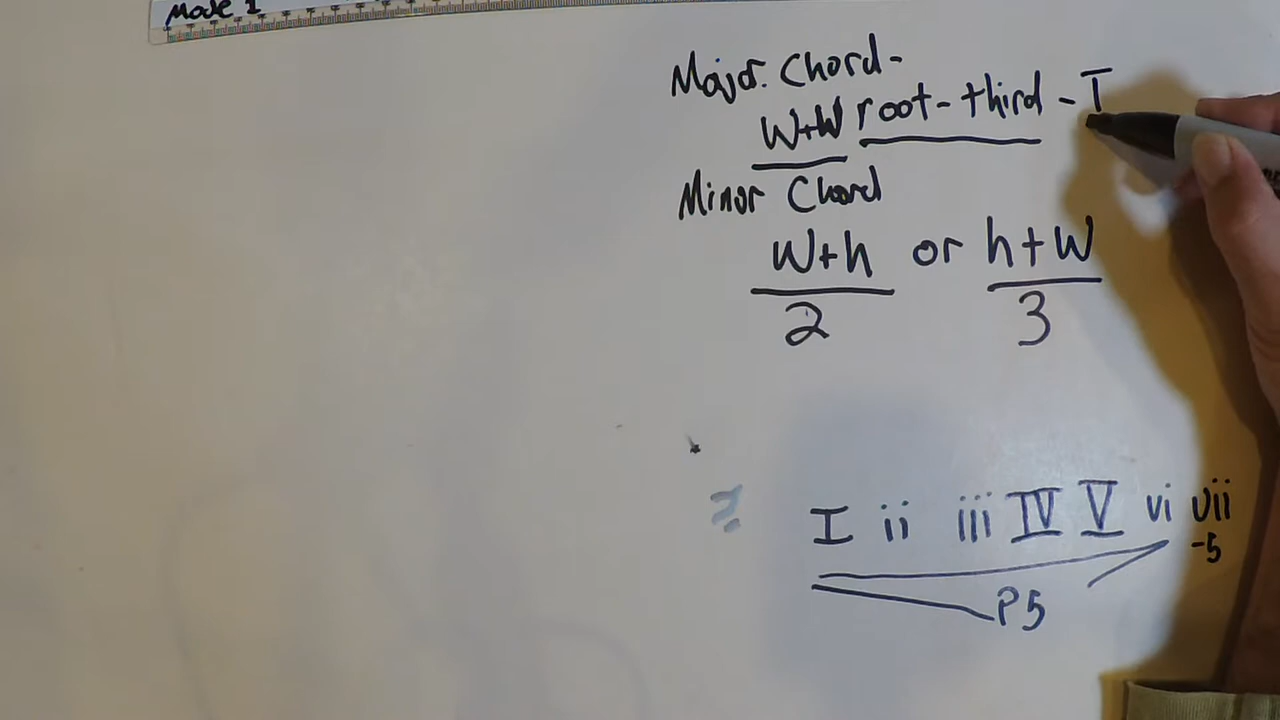 Mode 1
Major. Chord-
W+W root-third-I
Minor Chord
W+h or h+W
2 3
I ii iii IV V vi vii
-5
P5